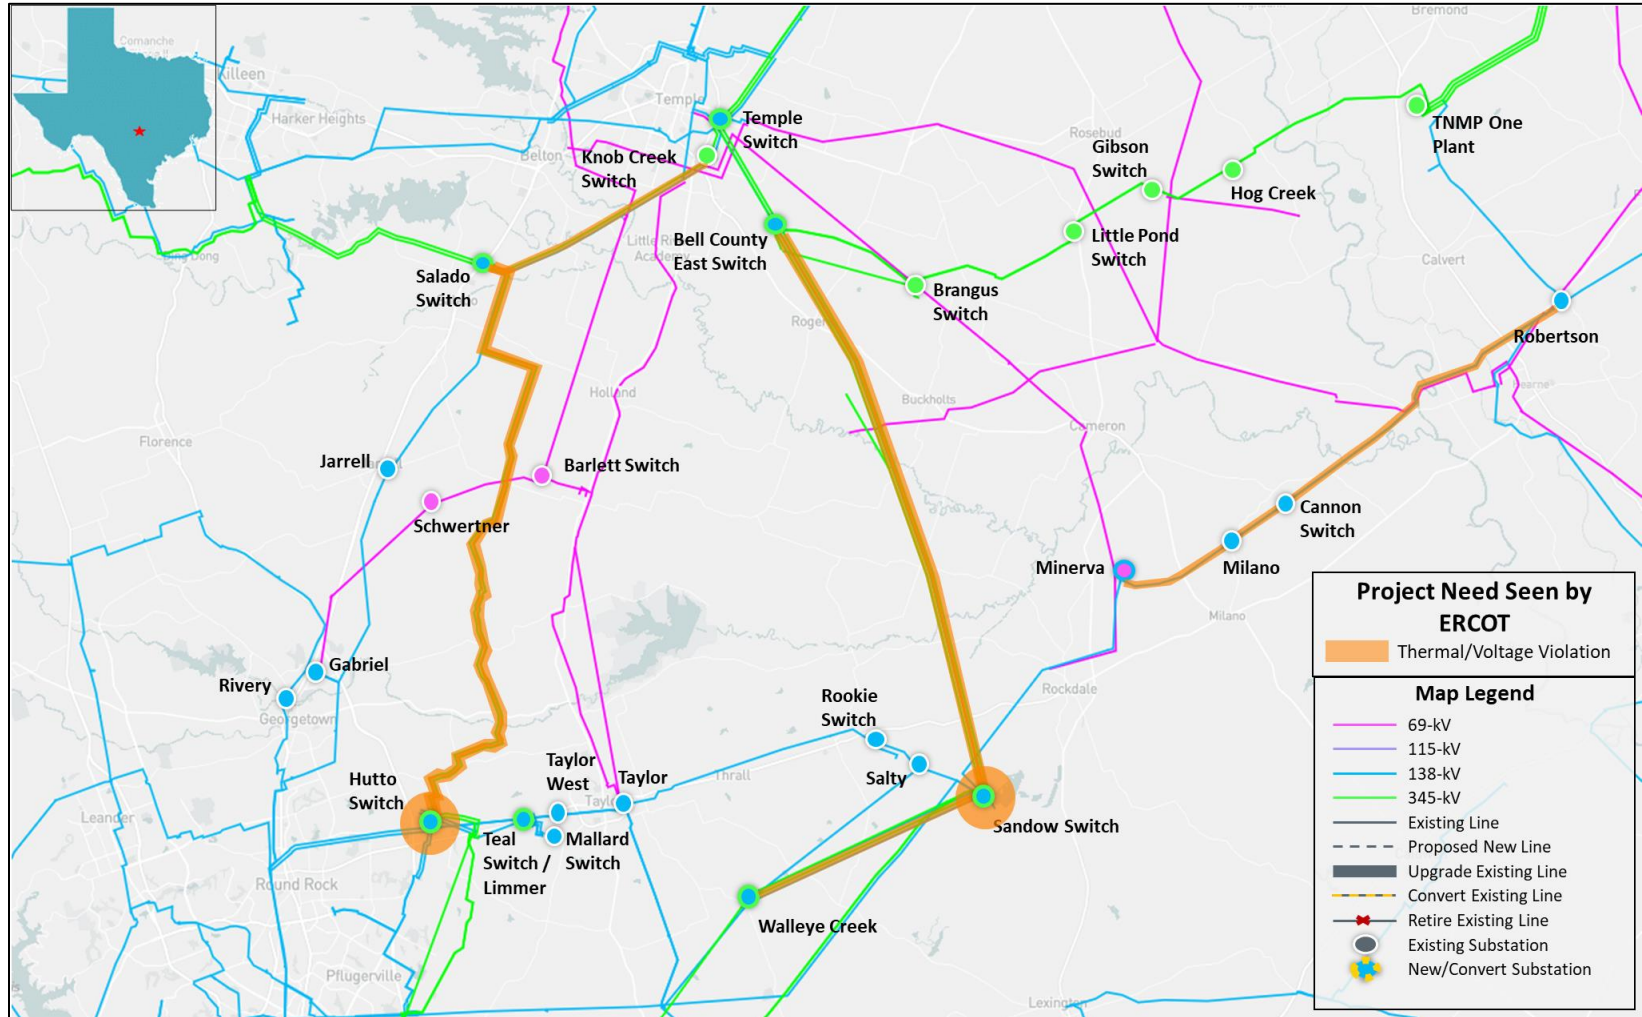 Comanche
Killeen
Harker Heights
Temple
Belton
Bremond
Rosebud
Temple
Switch
Knob Creek
Switch
Gibson
Switch
TNMP One
Plant
Hog Creek
Little Pond
Switch
Bell County
East Switch
Academy
Brangus
Switch
Salado
Switch
Ding Dong
Calvert
Robertson
Hearne
Holland
Buckholts
Cameron
Florence
Jarrell
Barlett Switch
Schwertner
Cannon
Switch
Milano
Minerva
Milano
Gabriel
Rivery
Georgetown
Rockdale
Rookie
Switch
Salty
Thrall
Taylor
West
Taylor
Hutto
Switch
Leander
Teal
Switch /
Limmer
Mallard
Switch
Sandow Switch
Round Rock
Walleye Creek
Pflugerville
Lexington
Project Need Seen by
ERCOT
Thermal/Voltage Violation
Map Legend
69-kV
115-kV
138-kV
345-kV
Existing Line
Proposed New Line
Upgrade Existing Line
Convert Existing Line
Retire Existing Line
Existing Substation
New/Convert Substation